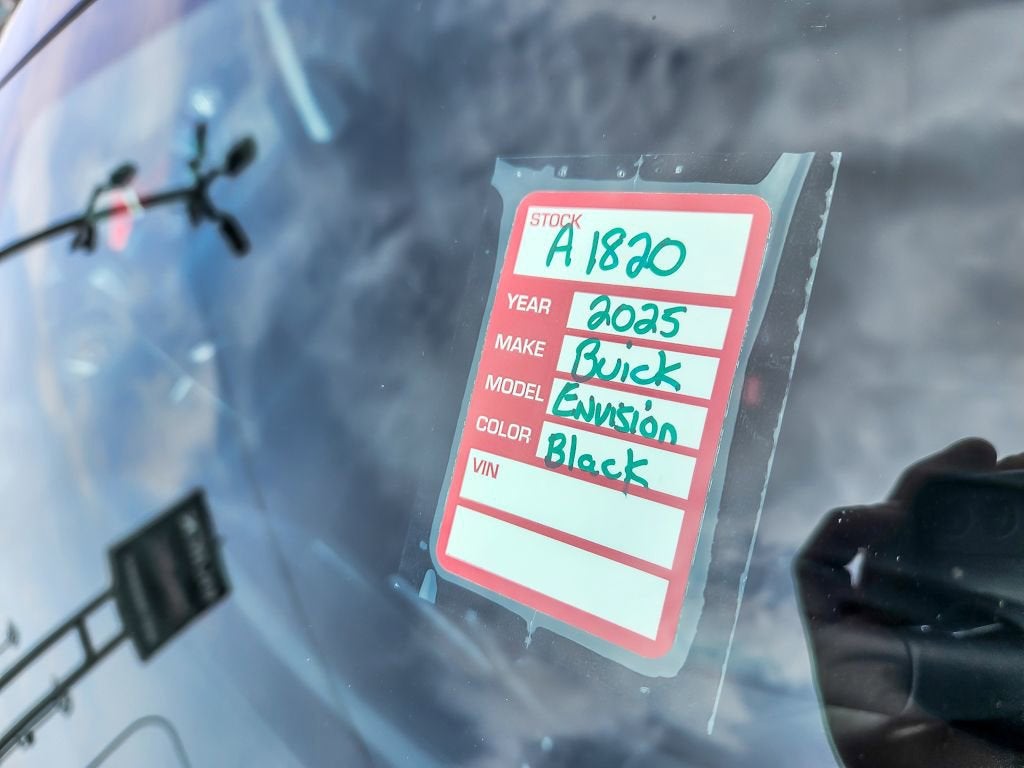 STOCK
A 1820
YEAR 2025
MAKE Buick
MODEL Envision
COLOR Black
VIN